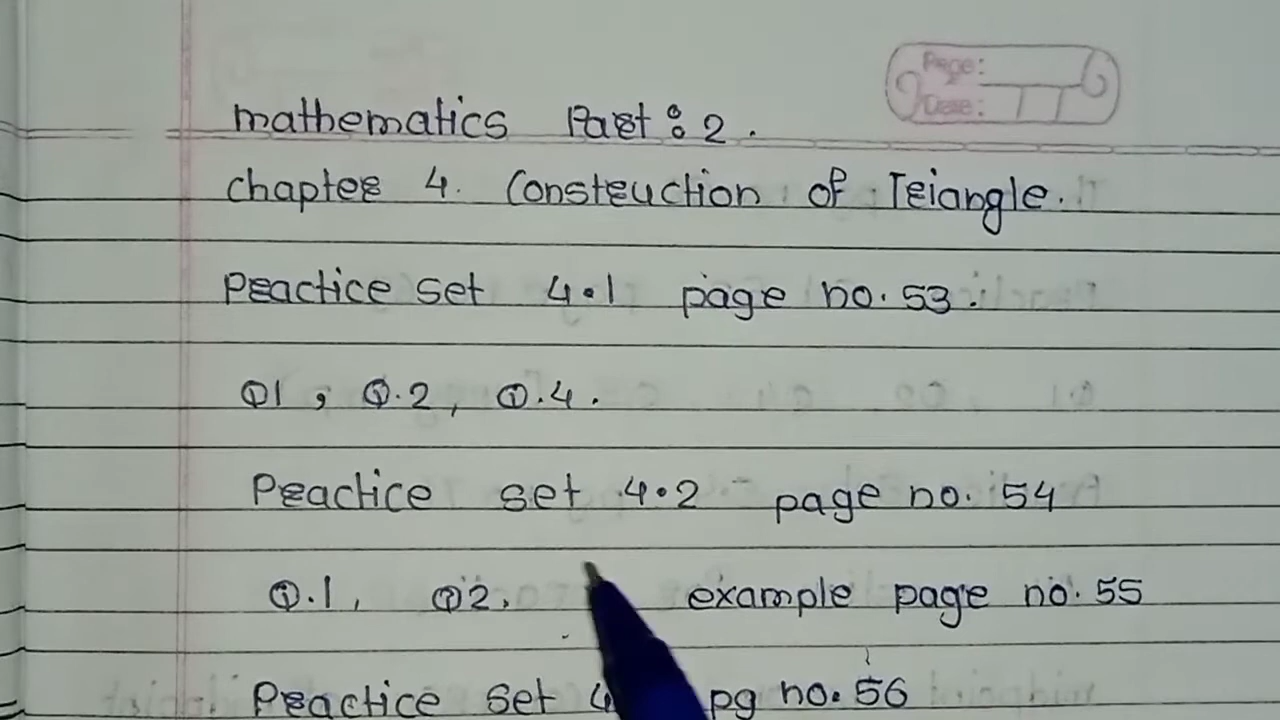 Page:
Date:
mathematics Part : 2 .
chapter 4. Construction of Triangle.
Practice set 4.1 page no. 53.
Q1 , Q.2 , Q.4 .
Practice set 4.2 page no. 54
Q.1 , Q2 . example page no. 55
Practice set 4 pg no. 56